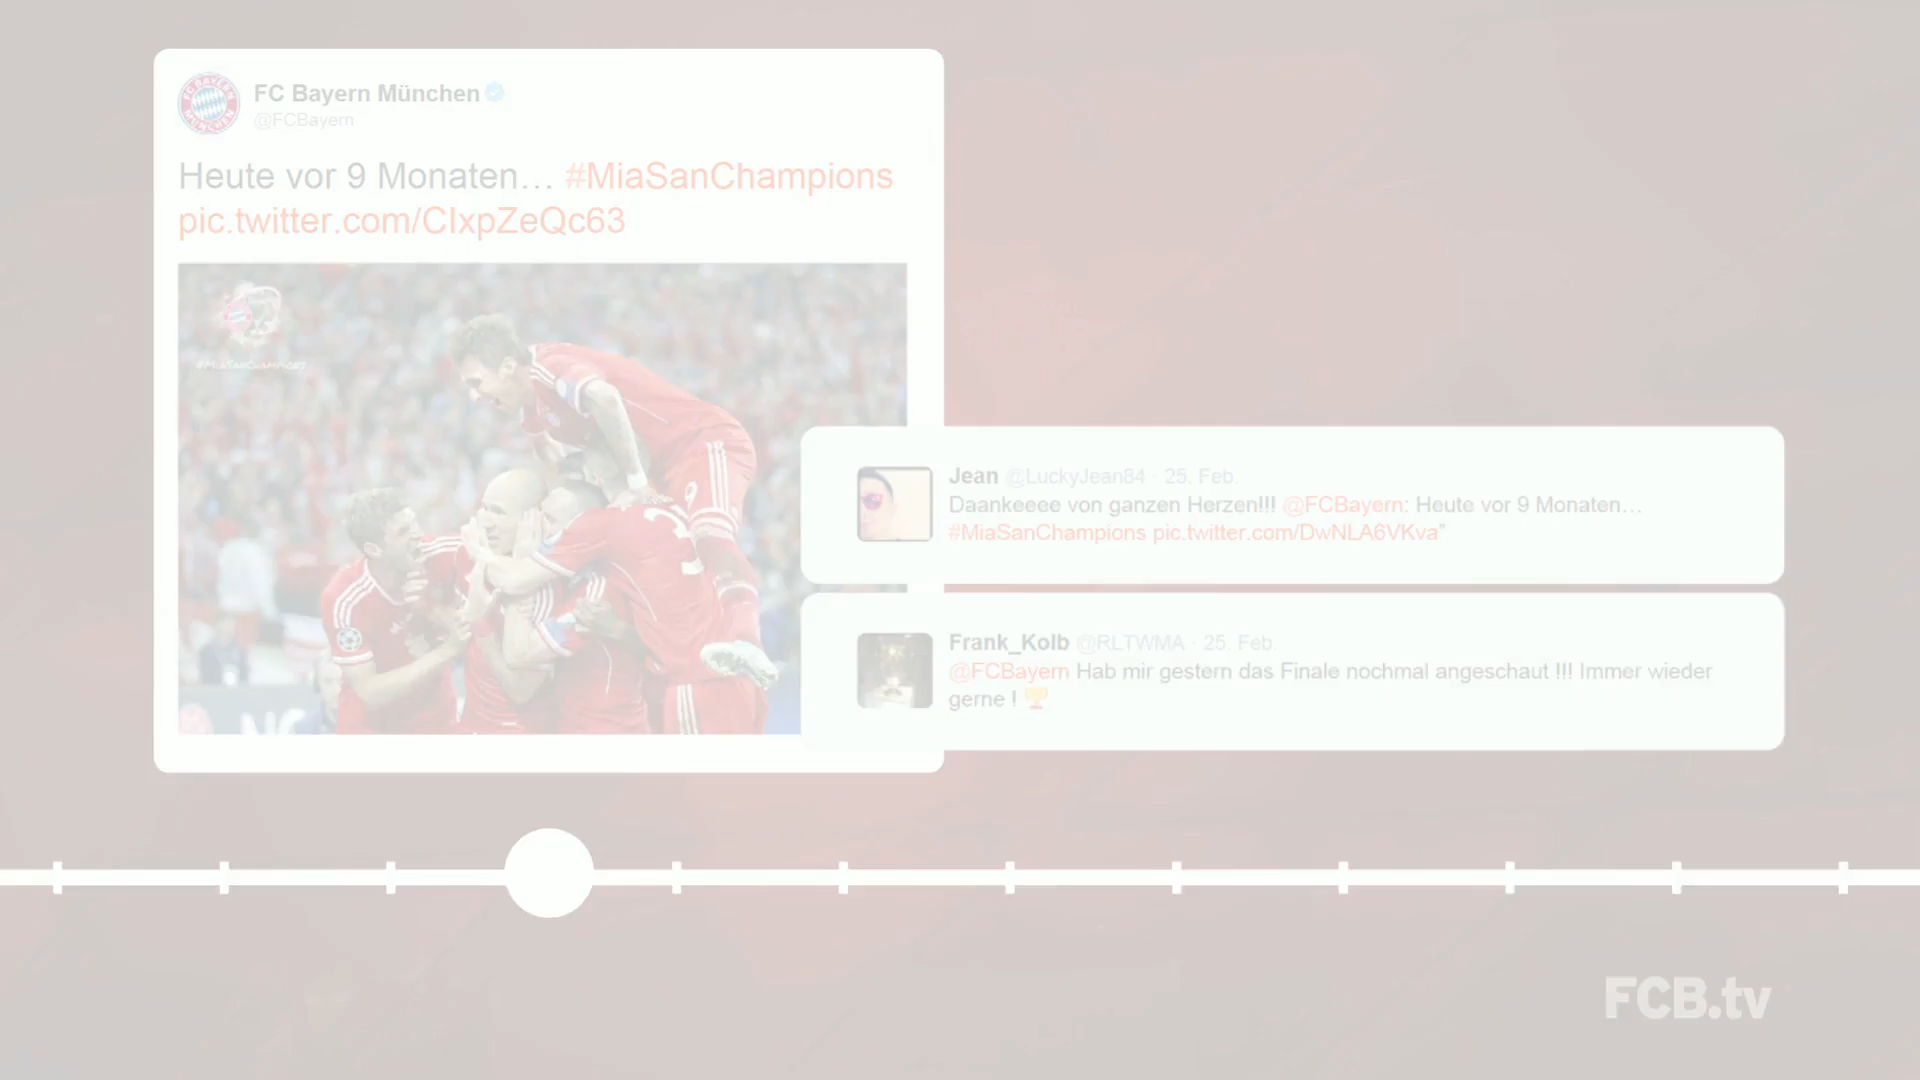 FC Bayern München
@FCBayern
Heute vor 9 Monaten… #MiaSanChampions
pic.twitter.com/CIxpZeQc63
#MIASANCHAMPIONS
Jean @LuckyJean84 · 25. Feb.
Daankeeee von ganzen Herzen!!! @FCBayern: Heute vor 9 Monaten…
#MiaSanChampions pic.twitter.com/DwNLA6VKva"
Frank_Kolb @RLTWMA · 25. Feb.
@FCBayern Hab mir gestern das Finale nochmal angeschaut !!! Immer wieder
gerne ! 🏆
FCB.tv